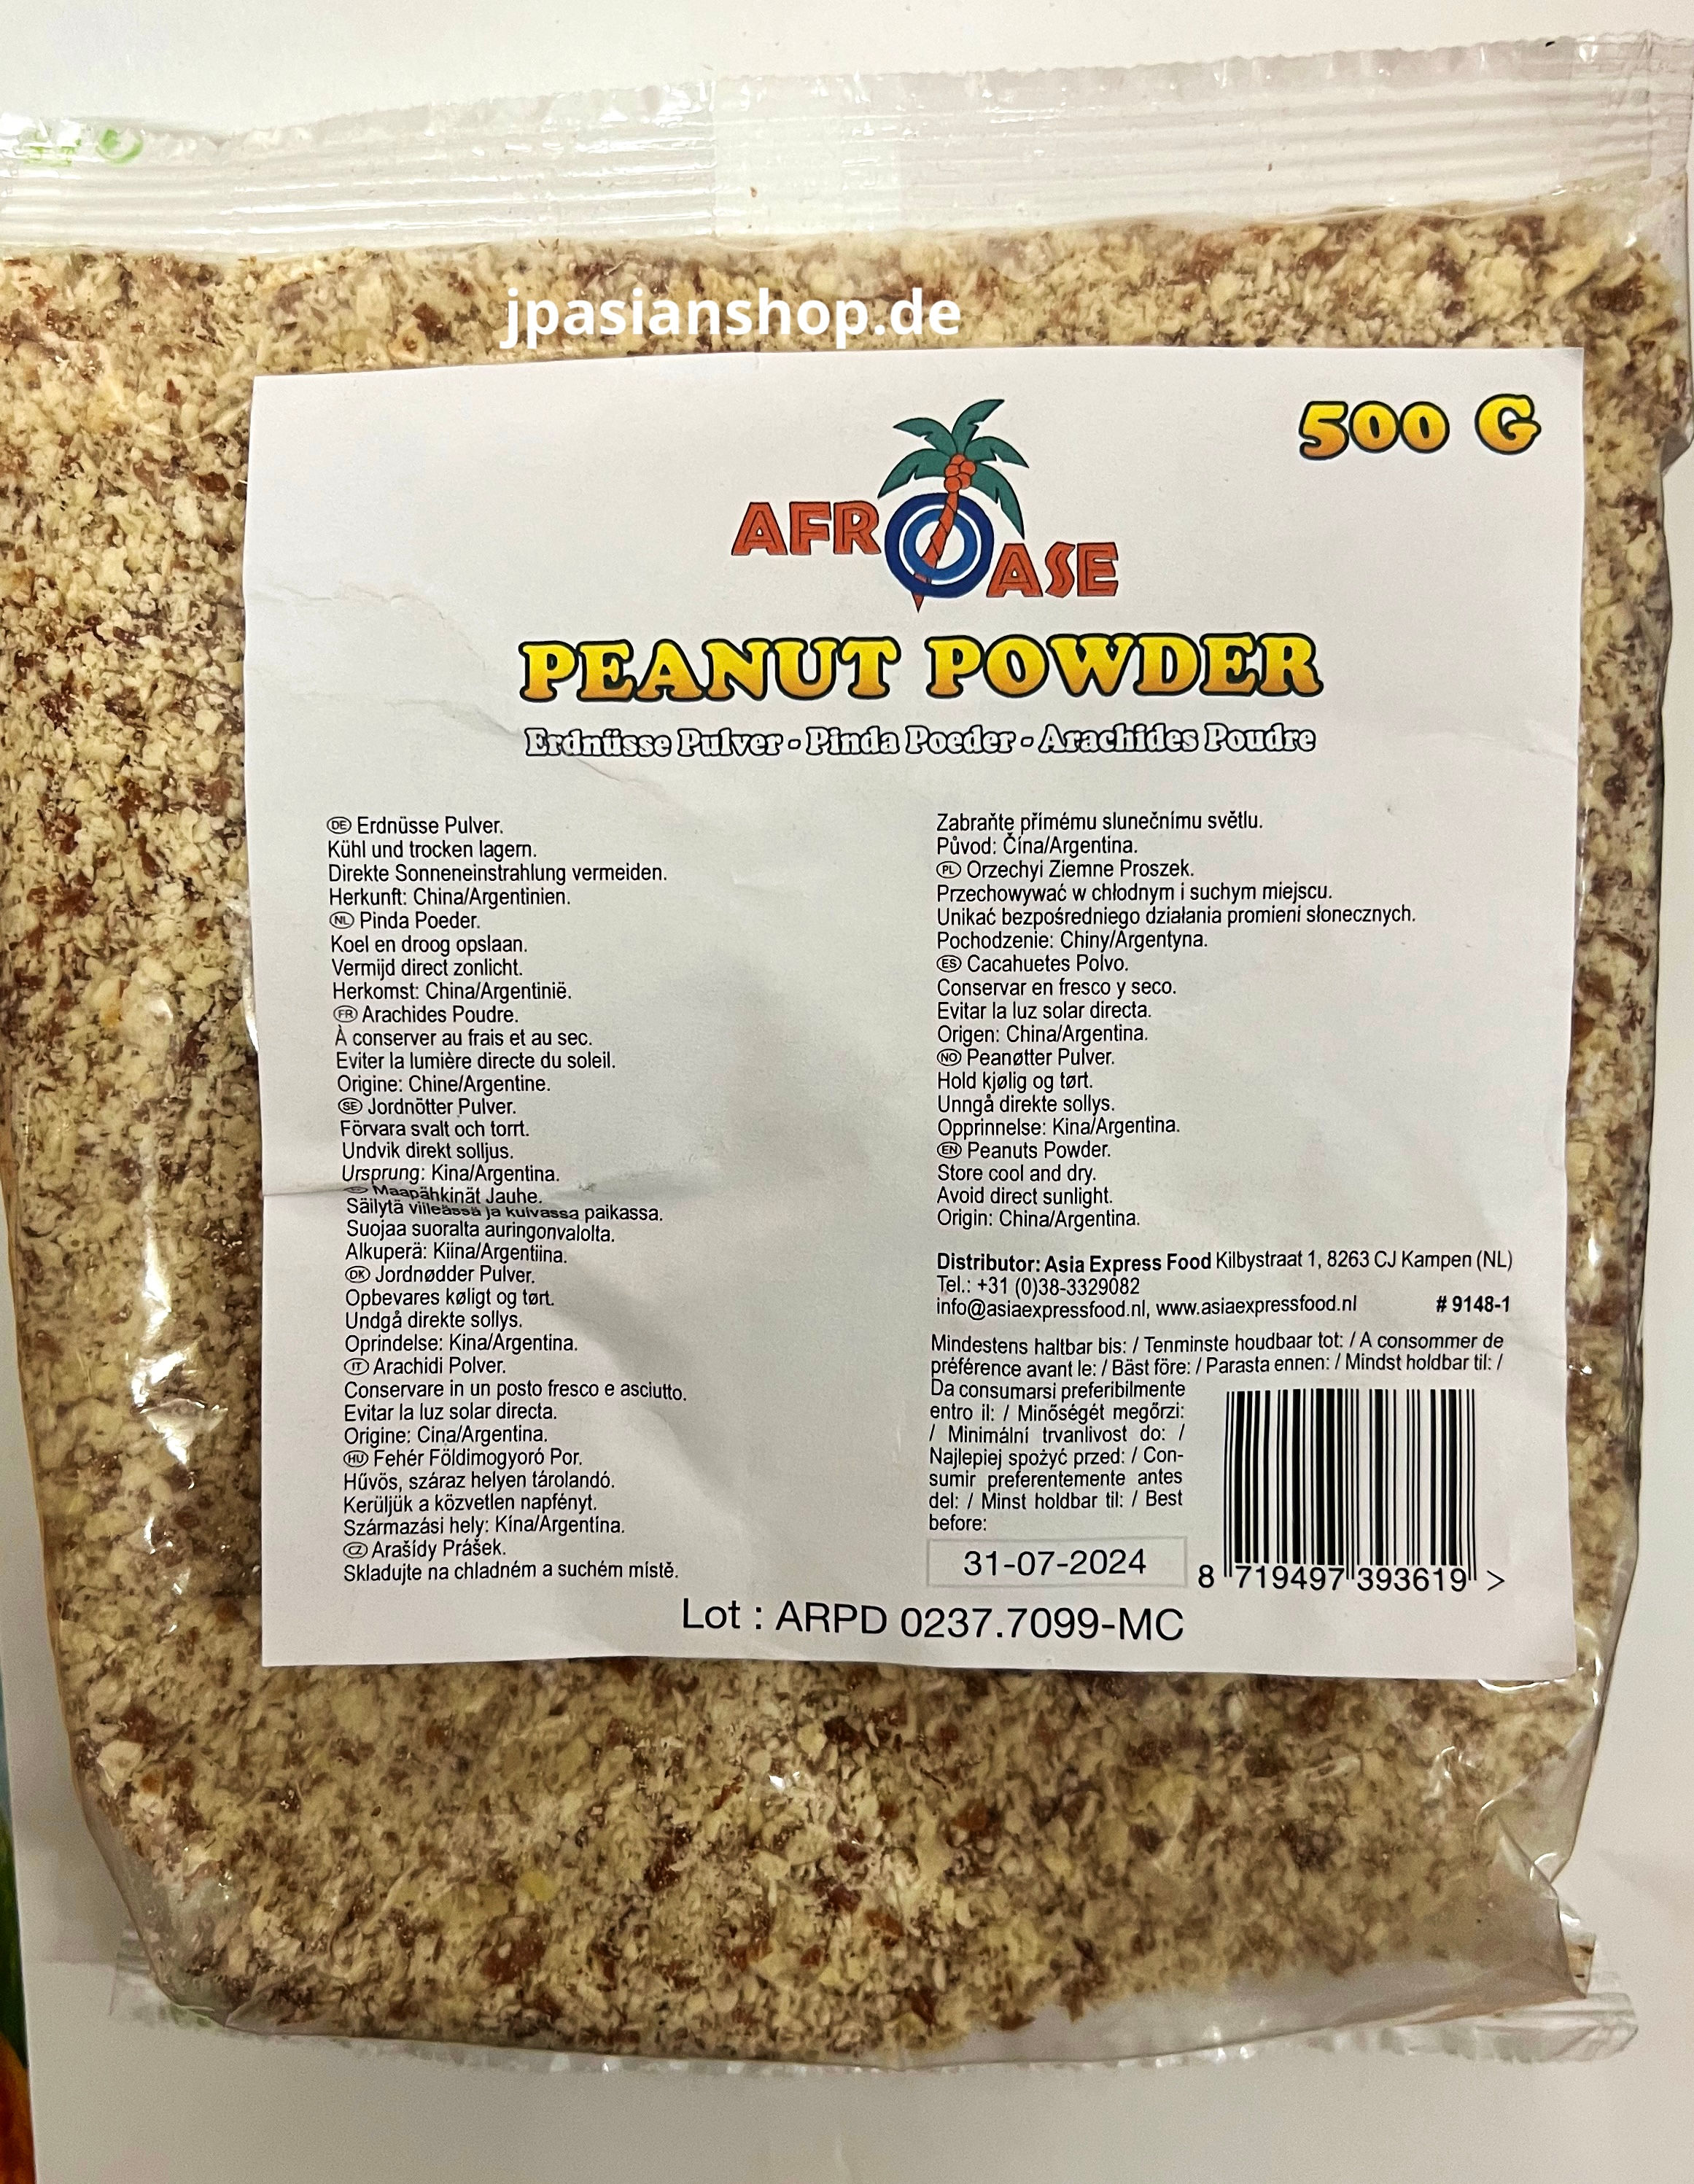 jpasianshop.de
500 G
AFROASE
PEANUT POWDER
Erdnüsse Pulver - Pinda Poeder - Arachides Poudre
DE Erdnüsse Pulver.
Kühl und trocken lagern.
Direkte Sonneneinstrahlung vermeiden.
Herkunft: China/Argentinien.
NL Pinda Poeder.
Koel en droog opslaan.
Vermijd direct zonlicht.
Herkomst: China/Argentinië.
FR Arachides Poudre.
À conserver au frais et au sec.
Eviter la lumière directe du soleil.
Origine: Chine/Argentine.
SE Jordnötter Pulver.
Förvara svalt och torrt.
Undvik direkt solljus.
Ursprung: Kina/Argentina.
Maapähkinät Jauhe.
Säilytä viileässä ja kuivassa paikassa.
Suojaa suoralta auringonvalolta.
Alkuperä: Kiina/Argentiina.
DK Jordnødder Pulver.
Opbevares køligt og tørt.
Undgå direkte sollys.
Oprindelse: Kina/Argentina.
IT Arachidi Polver.
Conservare in un posto fresco e asciutto.
Evitar la luz solar directa.
Origine: Cina/Argentina.
HU Fehér Földimogyoró Por.
Hűvös, száraz helyen tárolandó.
Kerüljük a közvetlen napfényt.
Származási hely: Kína/Argentína.
CZ Arašídy Prášek.
Skladujte na chladném a suchém místě.
Zabraňte přímému slunečnímu světlu.
Původ: Čína/Argentina.
PL Orzechyi Ziemne Proszek.
Przechowywać w chłodnym i suchym miejscu.
Unikać bezpośredniego działania promieni słonecznych.
Pochodzenie: Chiny/Argentyna.
ES Cacahuetes Polvo.
Conservar en fresco y seco.
Evitar la luz solar directa.
Origen: China/Argentina.
NO Peanøtter Pulver.
Hold kjølig og tørt.
Unngå direkte sollys.
Opprinnelse: Kina/Argentina.
EN Peanuts Powder.
Store cool and dry.
Avoid direct sunlight.
Origin: China/Argentina.
Distributor: Asia Express Food Kilbystraat 1, 8263 CJ Kampen (NL)
Tel.: +31 (0)38-3329082
info@asiaexpressfood.nl, www.asiaexpressfood.nl # 9148-1
Mindestens haltbar bis: / Tenminste houdbaar tot: / A consommer de
préférence avant le: / Bäst före: / Parasta ennen: / Mindst holdbar til: /
Da consumarsi preferibilmente
entro il: / Minőségét megőrzi:
/ Minimální trvanlivost do: /
Najlepiej spożyć przed: / Con-
sumir preferentemente antes
del: / Minst holdbar til: / Best
before:
31-07-2024
8 719497 393619 >
Lot : ARPD 0237.7099-MC